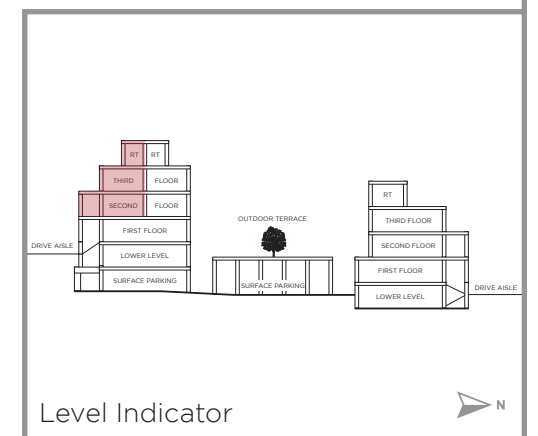 RT RT
THIRD FLOOR
SECOND FLOOR
FIRST FLOOR
DRIVE AISLE
LOWER LEVEL
SURFACE PARKING
OUTDOOR TERRACE
SURFACE PARKING
RT
THIRD FLOOR
SECOND FLOOR
FIRST FLOOR
DRIVE AISLE
LOWER LEVEL
Level Indicator
N